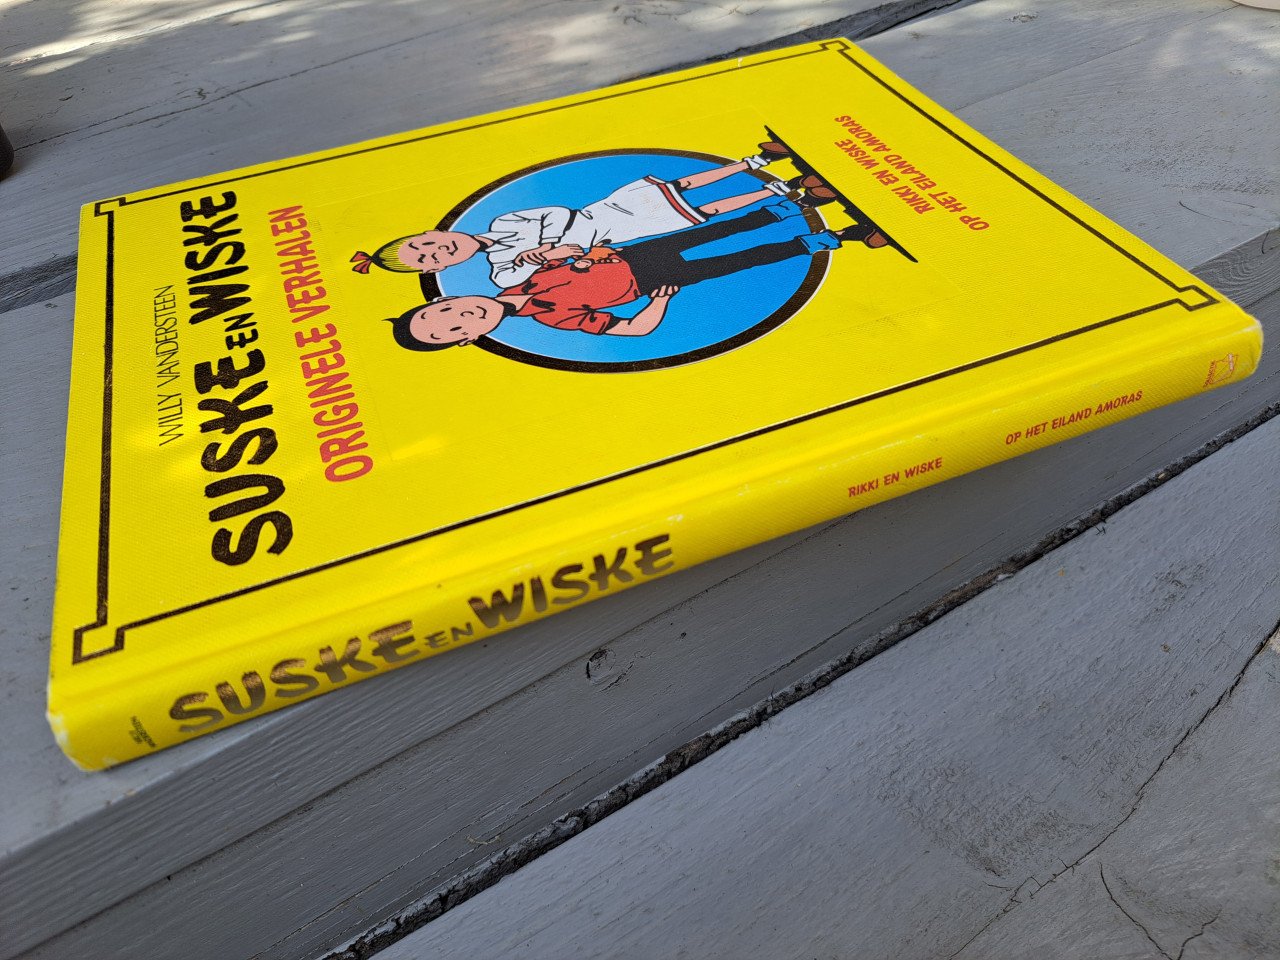 WILLY VANDERSTEEN
SUSKE EN WISKE
ORIGINELE VERHALEN
RIKKI EN WISKE
OP HET EILAND AMORAS
SUSKE EN WISKE
RIKKI EN WISKE
OP HET EILAND AMORAS